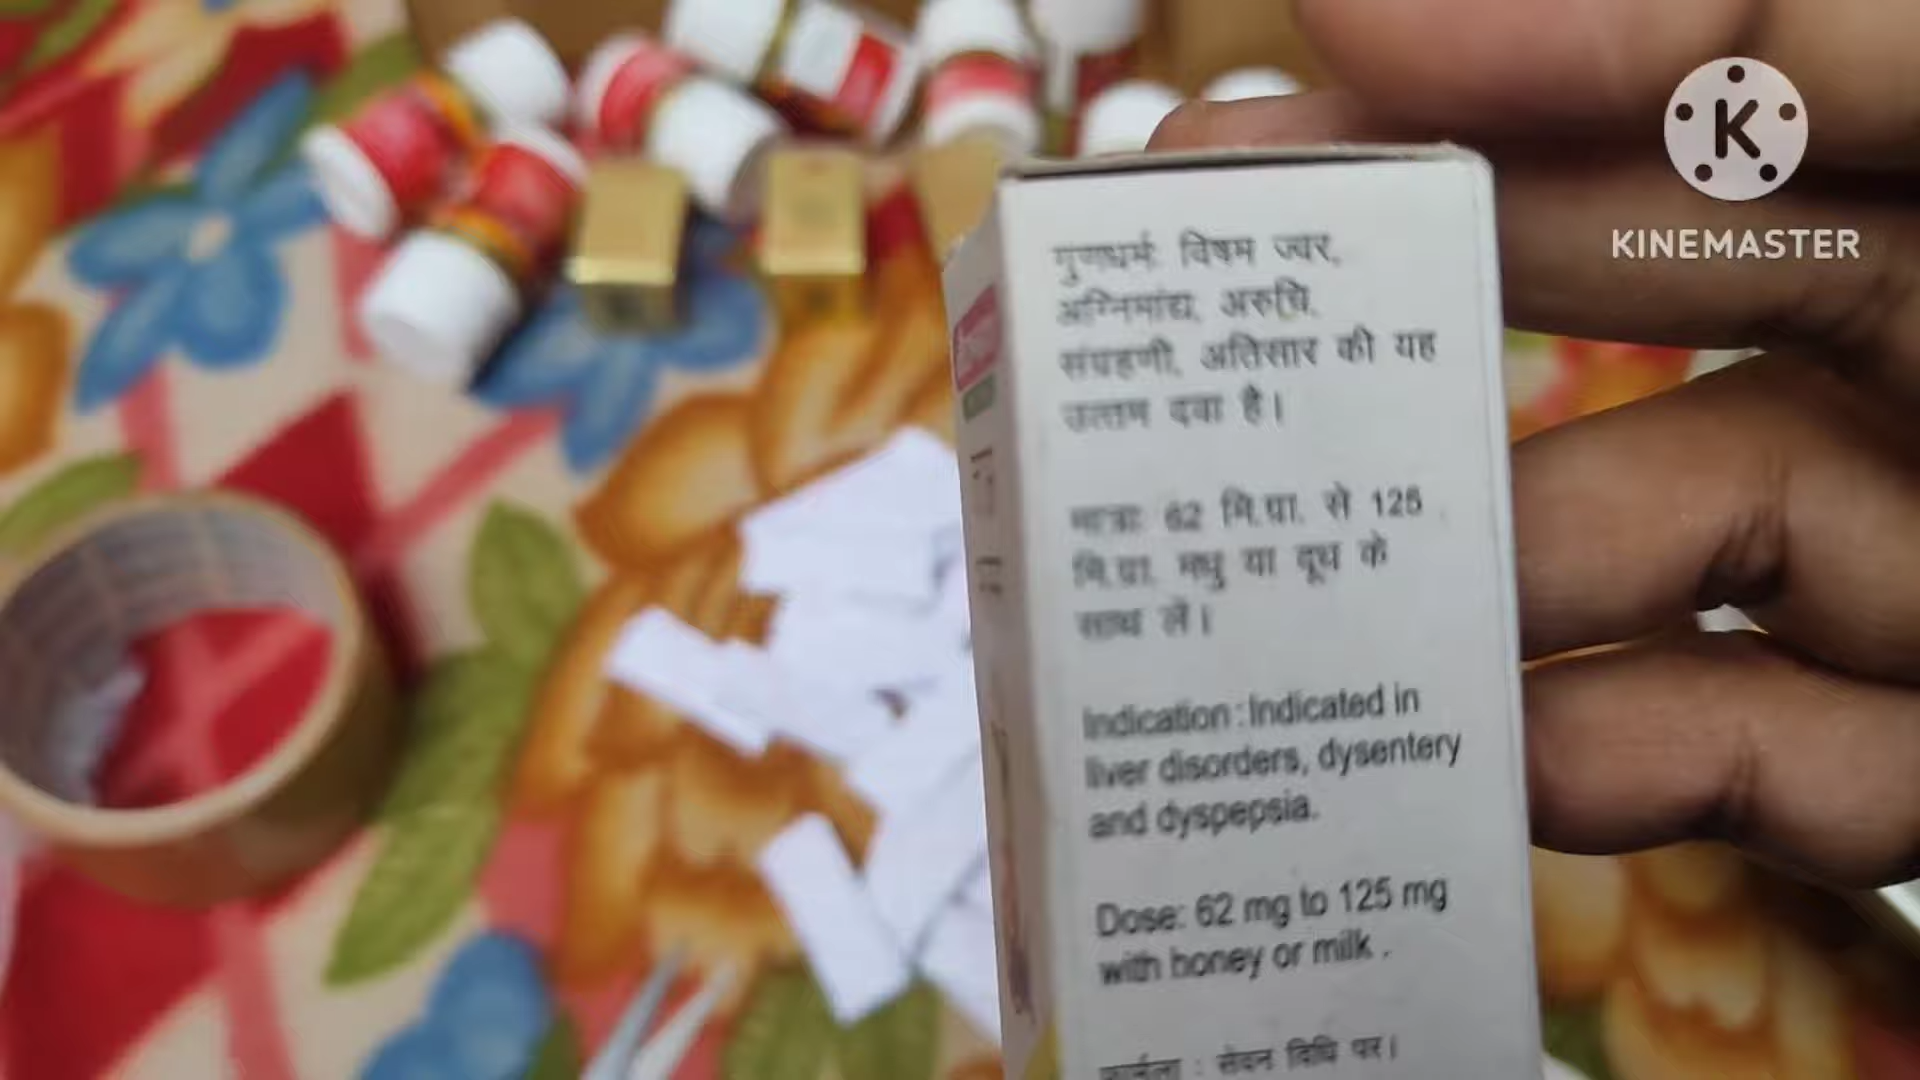 गुणधर्म: विषम ज्वर,
अग्निमांद्य, अरुचि,
संग्रहणी, अतिसार की यह
उत्तम दवा है।
मात्रा: 62 मि.ग्रा. से 125
मि.ग्रा. मधु या दूध के
साथ लें।
Indication : Indicated in
liver disorders, dysentery
and dyspepsia.
Dose: 62 mg to 125 mg
with honey or milk .
फार्मूला : सेवन विधि पर।
KINEMASTER